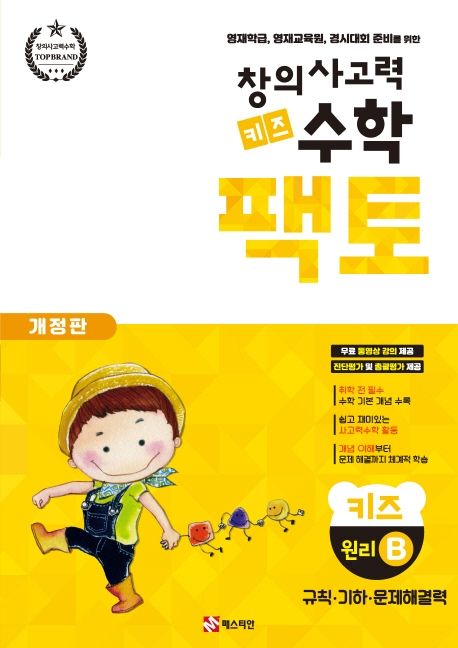 창의사고력수학
TOPBRAND
영재학급, 영재교육원, 경시대회 준비를 위한
창의사고력
키즈 수학
팩토
개정판
무료 동영상 강의 제공
진단평가 및 총괄평가 제공
취학 전 필수
수학 기본 개념 수록
쉽고 재미있는
사고력수학 활동
개념 이해부터
문제 해결까지 체계적 학습
키즈
원리 B
규칙·기하·문제해결력
매스티안